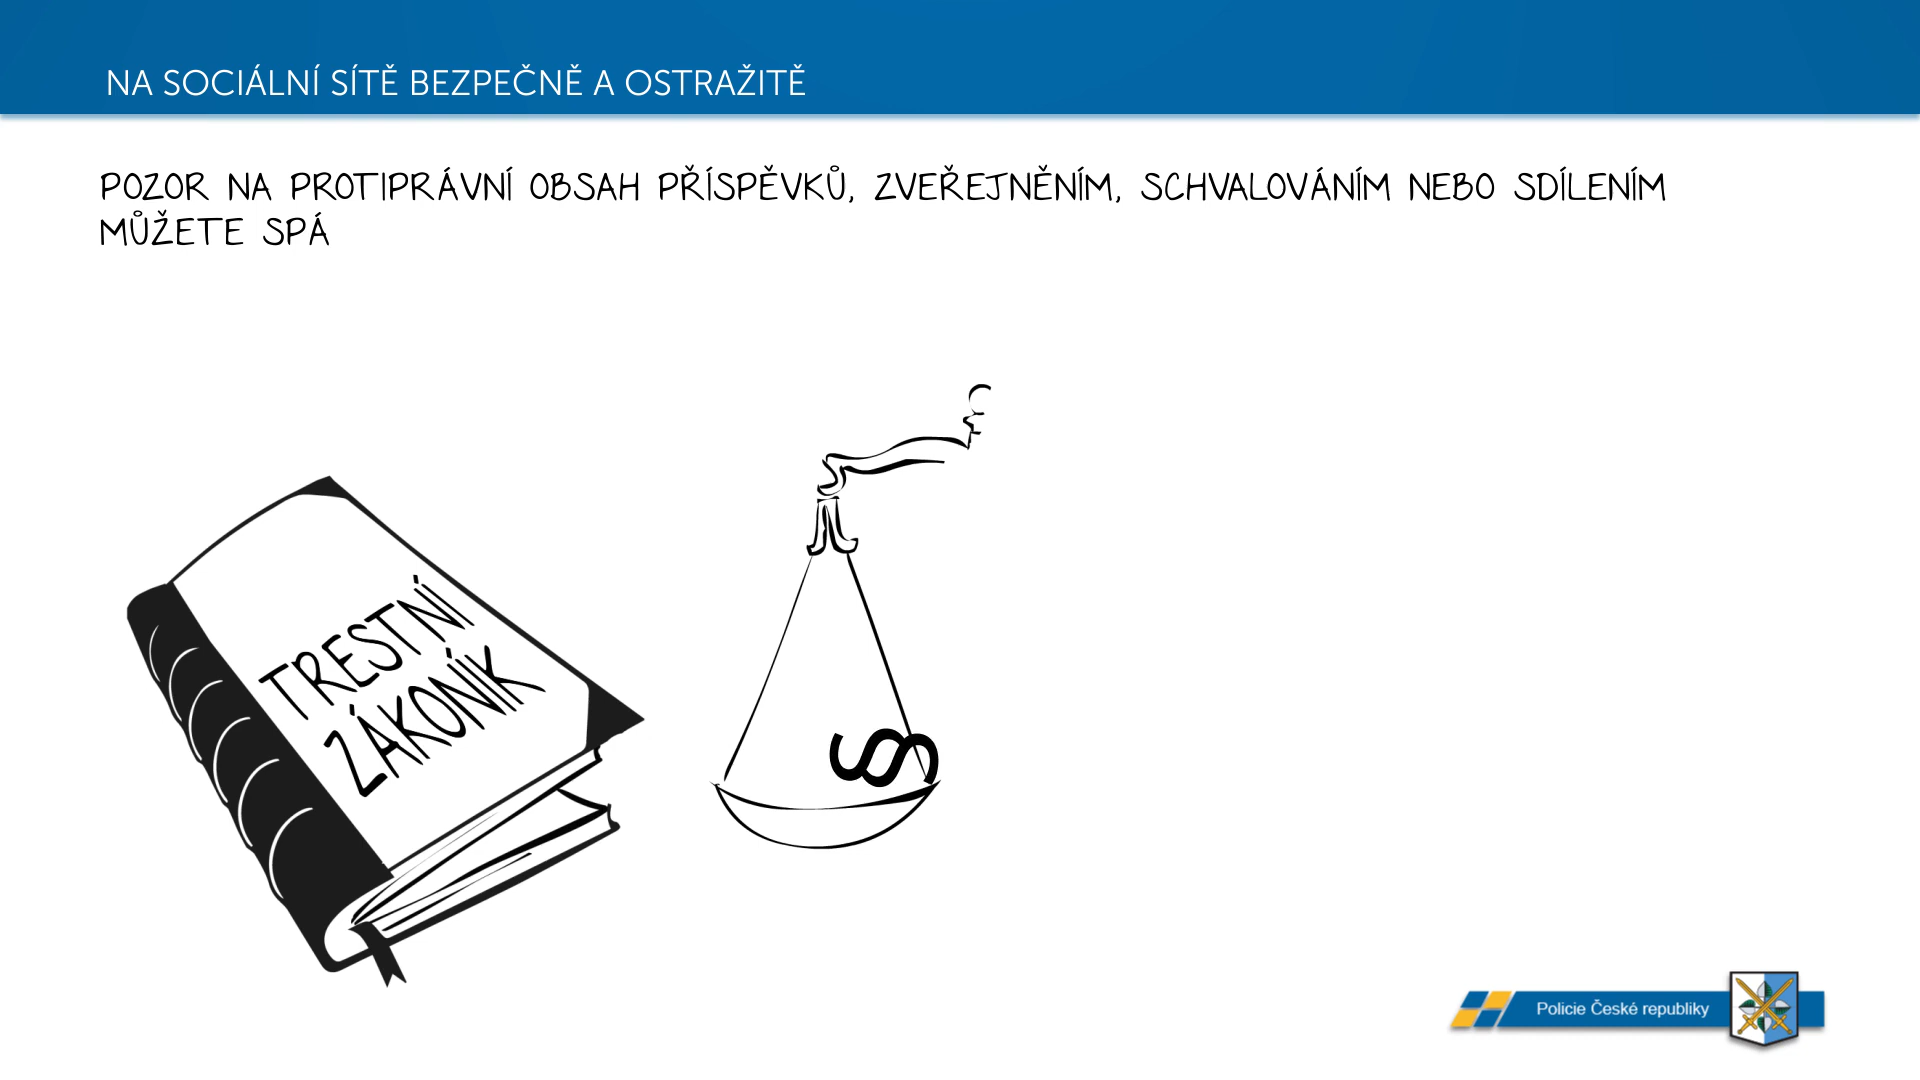 NA SOCIÁLNÍ SÍTĚ BEZPEČNĚ A OSTRAŽITĚ
POZOR NA PROTIPRÁVNÍ OBSAH PŘÍSPĚVKŮ, ZVEŘEJNĚNÍM, SCHVALOVÁNÍM NEBO SDÍLENÍM
MŮŽETE SPÁ
TRESTNÍ
ZÁKONÍK
§
Policie České republiky